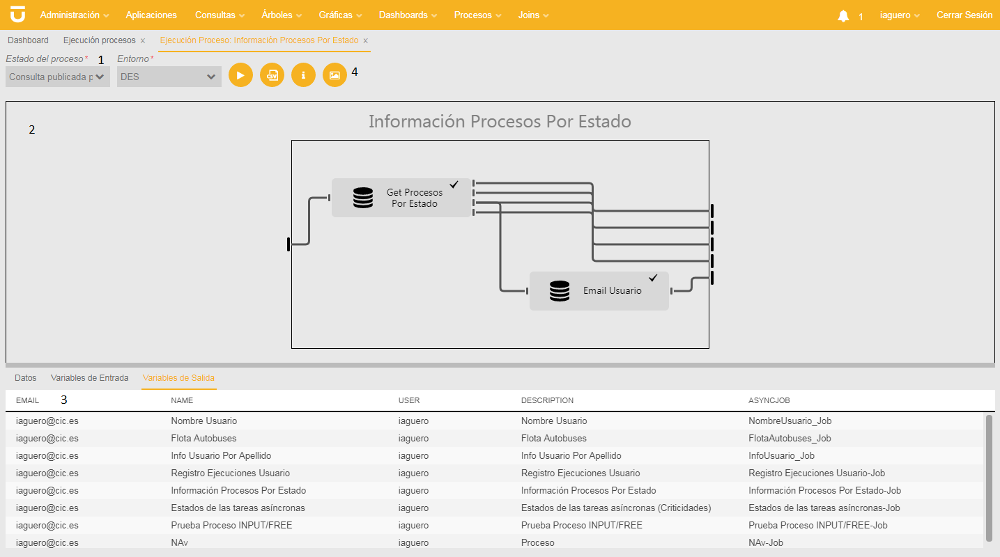 Administración Aplicaciones Consultas Árboles Gráficas Dashboards Procesos Joins 1 iaguero Cerrar Sesión
Dashboard Ejecución procesos x Ejecución Proceso: Información Procesos Por Estado x
Estado del proceso* 1 Entorno*
Consulta publicada p DES CSV i 4
Información Procesos Por Estado
2
Get Procesos
Por Estado
Email Usuario
Datos Variables de Entrada Variables de Salida
EMAIL 3 NAME USER DESCRIPTION ASYNCJOB
iaguero@cic.es Nombre Usuario iaguero Nombre Usuario NombreUsuario_Job
iaguero@cic.es Flota Autobuses iaguero Flota Autobuses FlotaAutobuses_Job
iaguero@cic.es Info Usuario Por Apellido iaguero Info Usuario Por Apellido InfoUsuario_Job
iaguero@cic.es Registro Ejecuciones Usuario iaguero Registro Ejecuciones Usuario Registro Ejecuciones Usuario-Job
iaguero@cic.es Información Procesos Por Estado iaguero Información Procesos Por Estado Información Procesos Por Estado-Job
iaguero@cic.es Estados de las tareas asíncronas iaguero Estados de las tareas asíncronas (Criticidades) Estados de las tareas asíncronas-Job
iaguero@cic.es Prueba Proceso INPUT/FREE iaguero Prueba Proceso INPUT/FREE Prueba Proceso INPUT/FREE-Job
iaguero@cic.es NAv iaguero Proceso NAv-Job